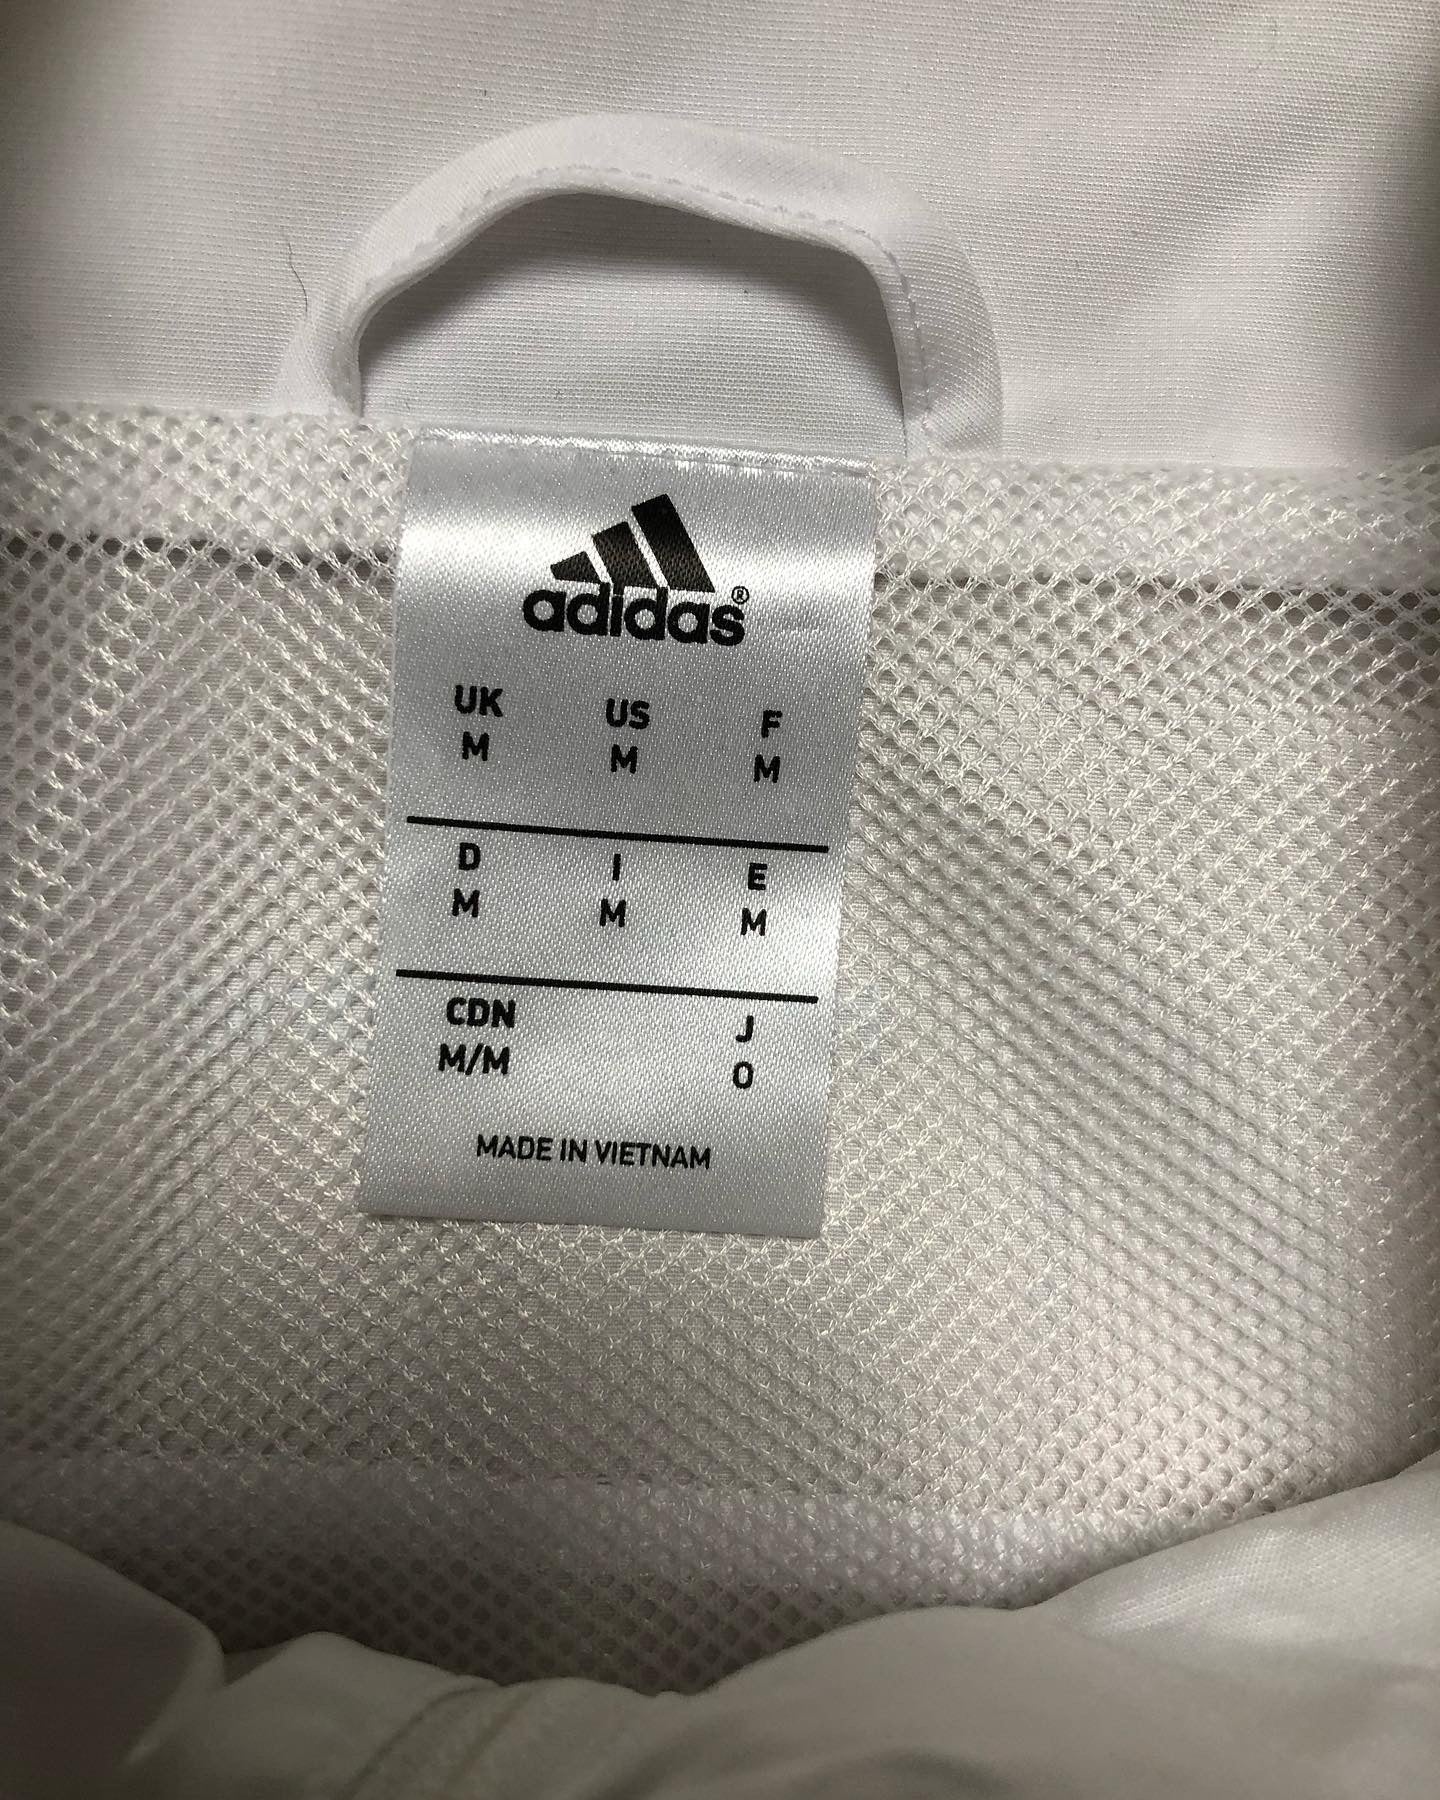 adidas®
UK US F
M M M
D I E
M M M
CDN J
M/M O
MADE IN VIETNAM